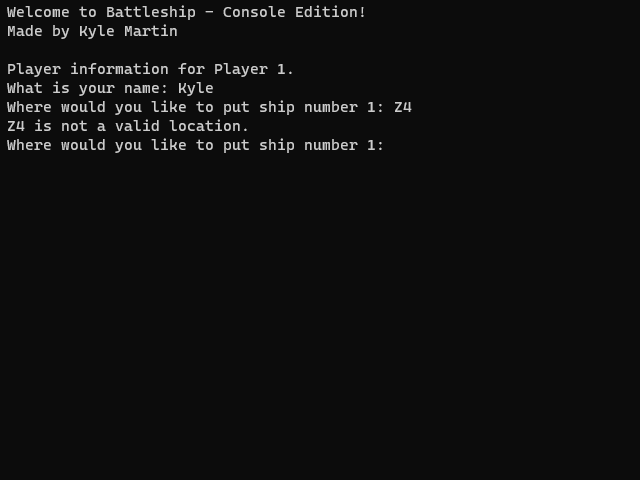 Welcome to Battleship - Console Edition!
Made by Kyle Martin
Player information for Player 1.
What is your name: Kyle
Where would you like to put ship number 1: Z4
Z4 is not a valid location.
Where would you like to put ship number 1: